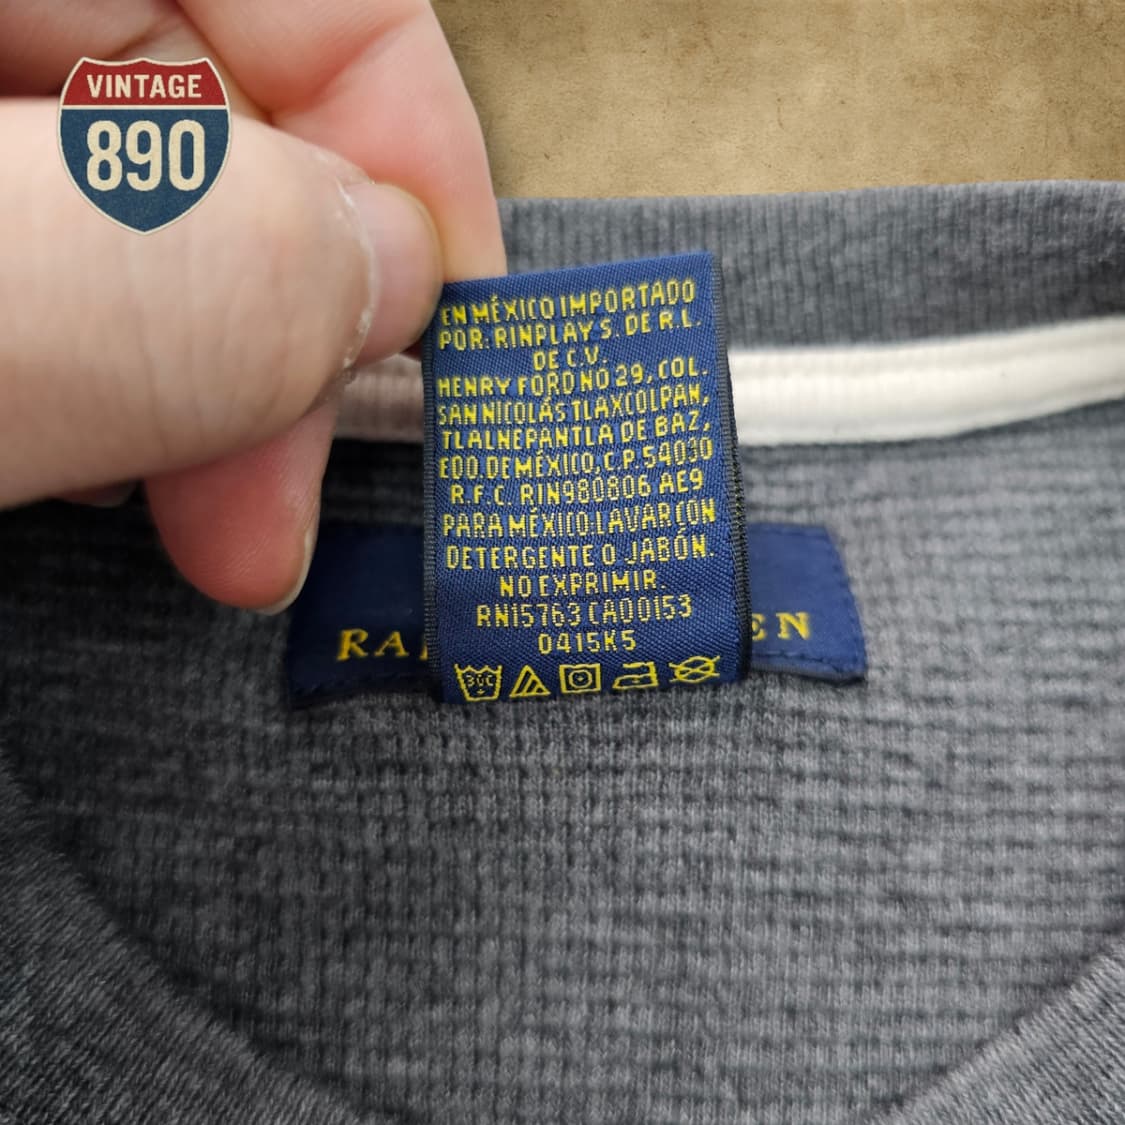 VINTAGE
890
EN MÉXICO IMPORTADO
POR: RINPLAY S. DE R.L.
DE C.V.
HENRY FORD NO 29, COL.
SAN NICOLÁS TLAXCOLPAN,
TLALNEPANTLA DE BAZ,
EDO. DE MÉXICO, C.P. 54030
R.F.C. RIN980806 AE9
PARA MÉXICO: LAVAR CON
DETERGENTE O JABÓN.
NO EXPRIMIR.
RN15763 CA00153
0415K5
30C